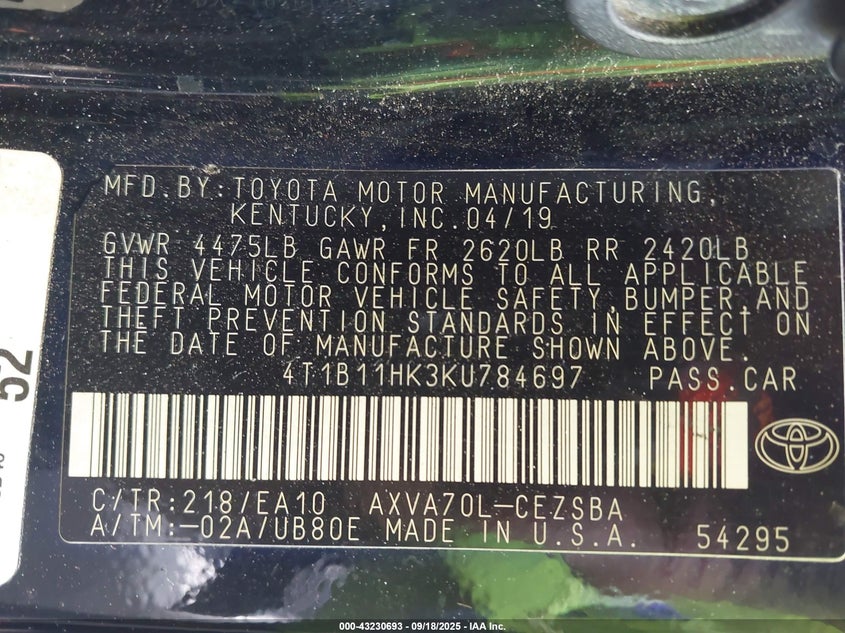 MFD.BY:TOYOTA MOTOR MANUFACTURING,
KENTUCKY,INC.04/19
GVWR 4475LB GAWR FR 2620LB RR 2420LB
THIS VEHICLE CONFORMS TO ALL APPLICABLE
FEDERAL MOTOR VEHICLE SAFETY,BUMPER,AND
THEFT PREVENTION STANDARDS IN EFFECT ON
THE DATE OF MANUFACTURE SHOWN ABOVE.
4T1B11HK3KU784697 PASS.CAR
C/TR:218/EA10 AXVA70L-CEZSBA
A/TM:-02A/UB80E MADE IN U.S.A. 54295
52
000-43230693 - 09/18/2025 - IAA Inc.